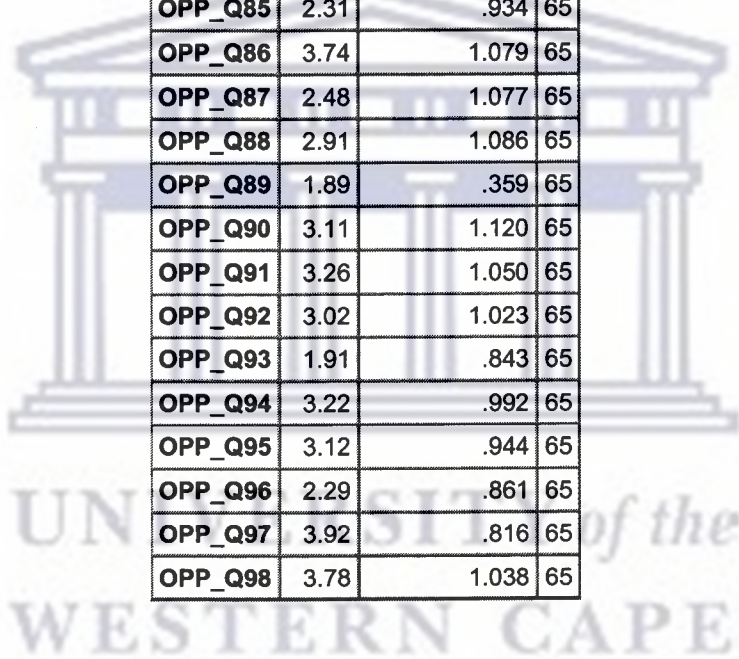 OPP_Q85 2.31 .934 65
OPP_Q86 3.74 1.079 65
OPP_Q87 2.48 1.077 65
OPP_Q88 2.91 1.086 65
OPP_Q89 1.89 .359 65
OPP_Q90 3.11 1.120 65
OPP_Q91 3.26 1.050 65
OPP_Q92 3.02 1.023 65
OPP_Q93 1.91 .843 65
OPP_Q94 3.22 .992 65
OPP_Q95 3.12 .944 65
OPP_Q96 2.29 .861 65
OPP_Q97 3.92 .816 65
OPP_Q98 3.78 1.038 65
UNIVERSITY of the
WESTERN CAPE